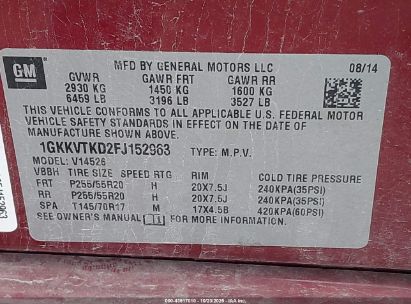 GM
MFD BY GENERAL MOTORS LLC 08/14
GVWR GAWR FRT GAWR RR
2930 KG 1450 KG 1600 KG
6459 LB 3196 LB 3527 LB
THIS VEHICLE CONFORMS TO ALL APPLICABLE U.S. FEDERAL MOTOR
VEHICLE SAFETY STANDARDS IN EFFECT ON THE DATE OF
MANUFACTURE SHOWN ABOVE.
1GKKVTKD2FJ152963 TYPE: M.P.V.
MODEL: V14526
VBBH TIRE SIZE SPEED RTG RIM COLD TIRE PRESSURE
FRT P255/55R20 H 20X7.5J 240KPA(35PSI)
RR P255/55R20 H 20X7.5J 240KPA(35PSI)
SPA T145/70R17 M 17X4.5B 420KPA(60PSI)
SEE OWNER'S MANUAL FOR MORE INFORMATION.